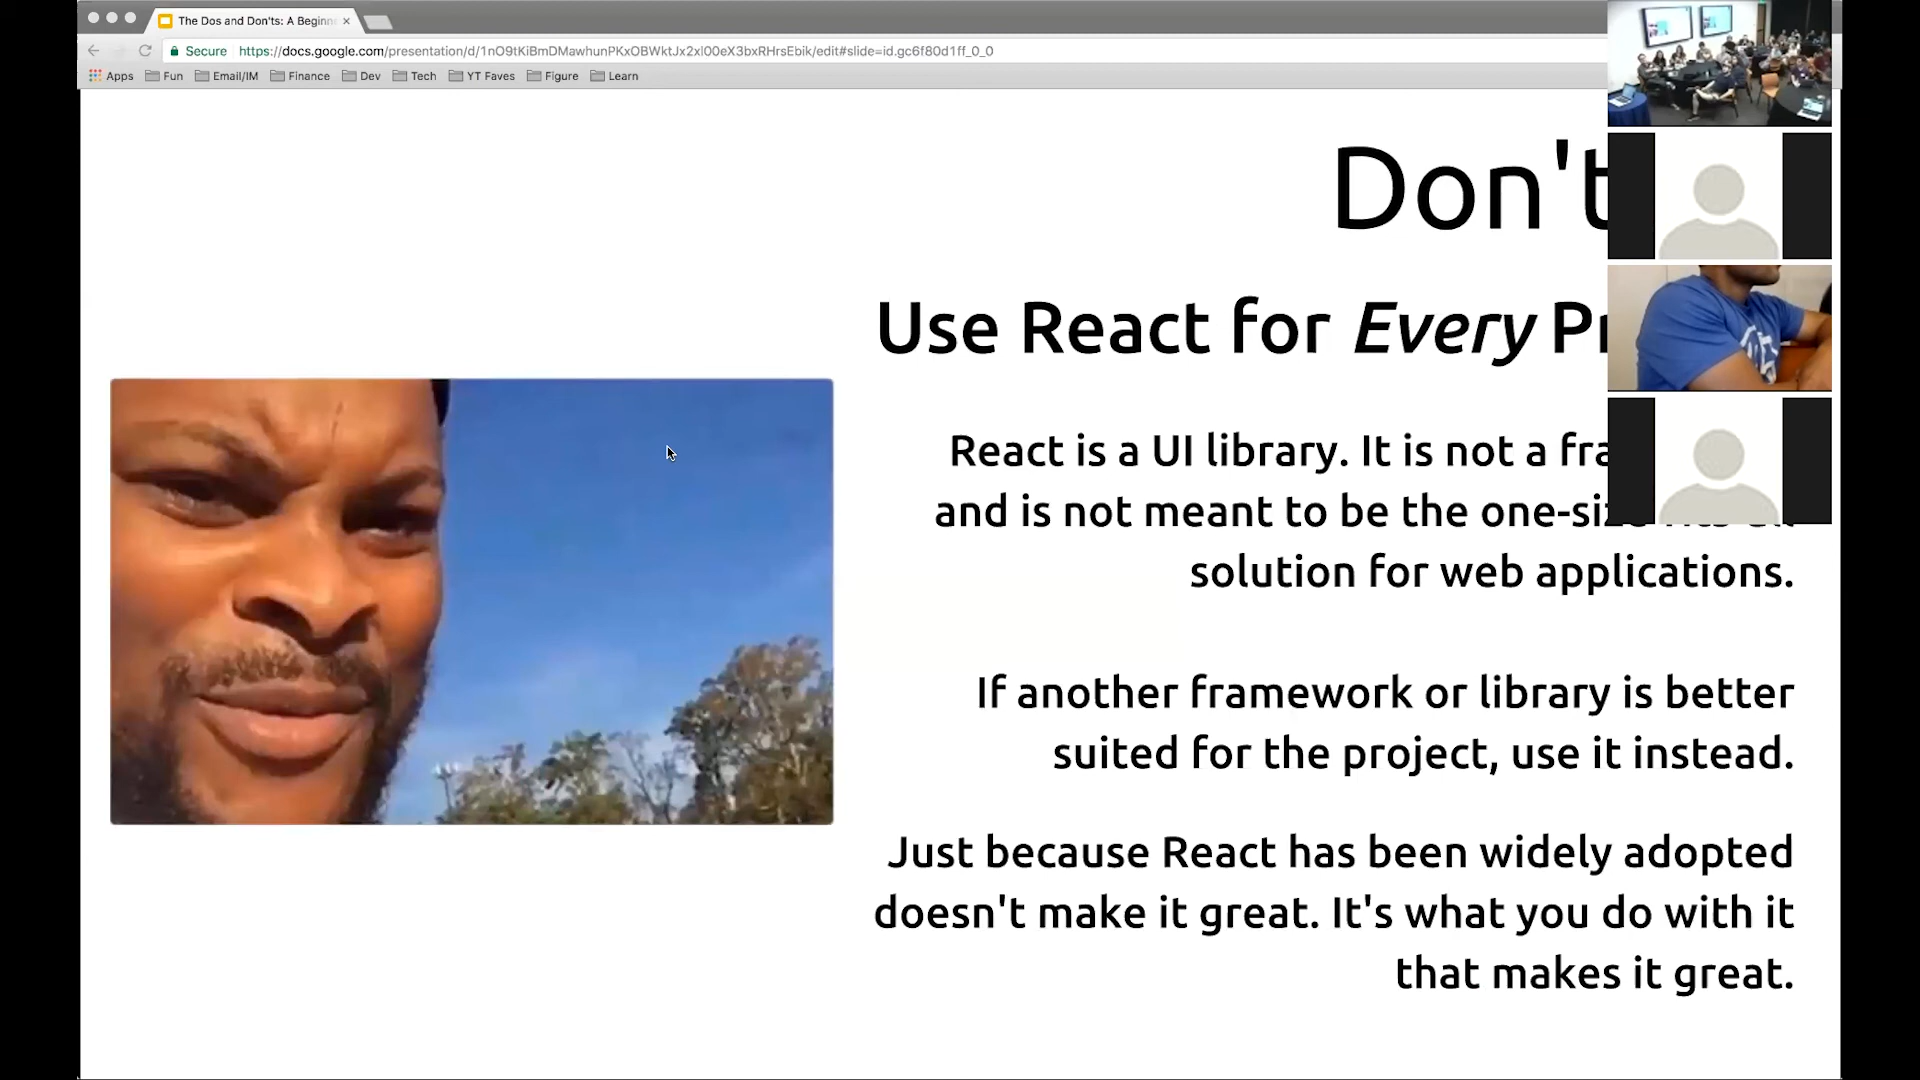 The Dos and Don'ts: A Beginn
Secure https://docs.google.com/presentation/d/1nO9tKiBmDMawhunPKxOBWktJx2xI00eX3bxRHrsEbik/edit#slide=id.gc6f80d1ff_0_0
Apps Fun Email/IM Finance Dev Tech YT Faves Figure Learn
Don't
Use React for Every Pr
React is a UI library. It is not a fra
and is not meant to be the one-siz
solution for web applications.
If another framework or library is better
suited for the project, use it instead.
Just because React has been widely adopted
doesn't make it great. It's what you do with it
that makes it great.